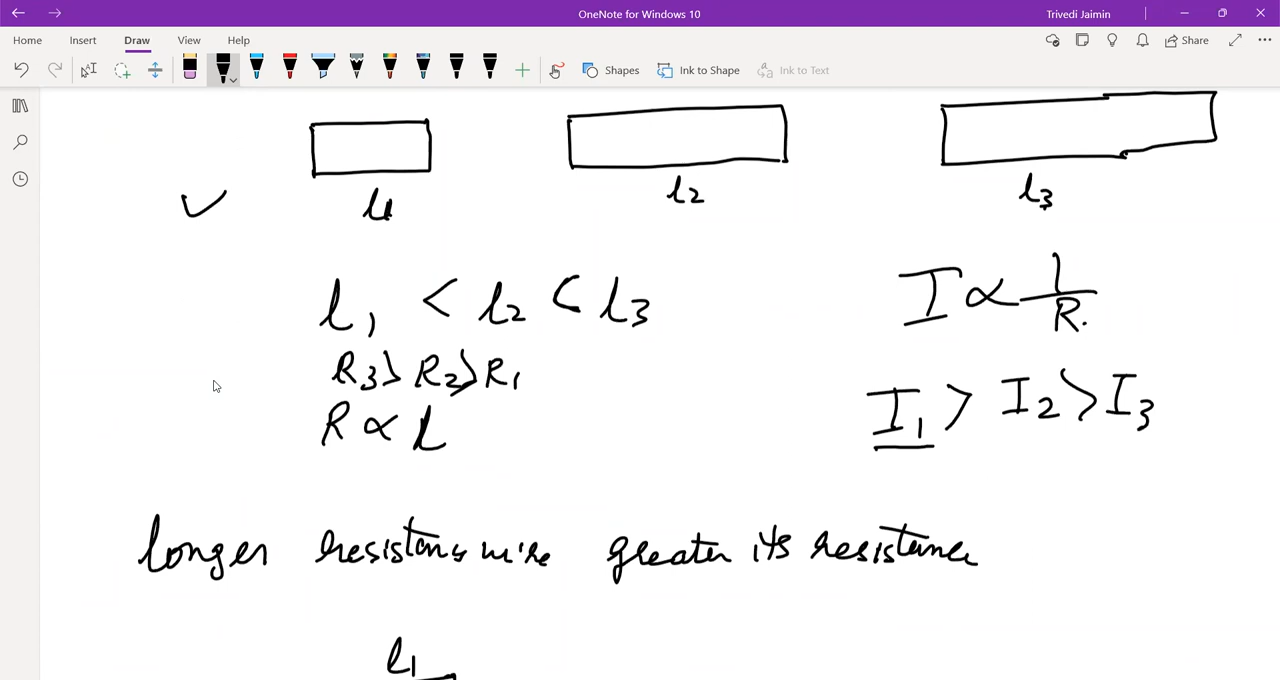 OneNote for Windows 10
Trivedi Jaimin
Home Insert Draw View Help
Share
Shapes Ink to Shape Ink to Text
l1 l2 l3
l1 < l2 < l3
I ∝ 1/R.
R3 > R2 > R1
I1 > I2 > I3
R ∝ L
longer resistance wire greater its resistance
l1